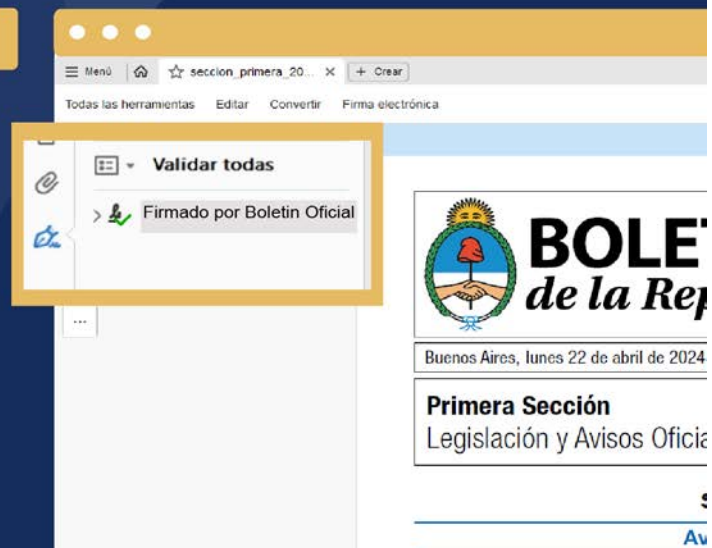 Menú seccion_primera_20... × + Crear
Todas las herramientas Editar Convertir Firma electrónica
Validar todas
Firmado por Boletin Oficial
...
BOLET
de la Rep
Buenos Aires, lunes 22 de abril de 2024
Primera Sección
Legislación y Avisos Oficia
S
Av